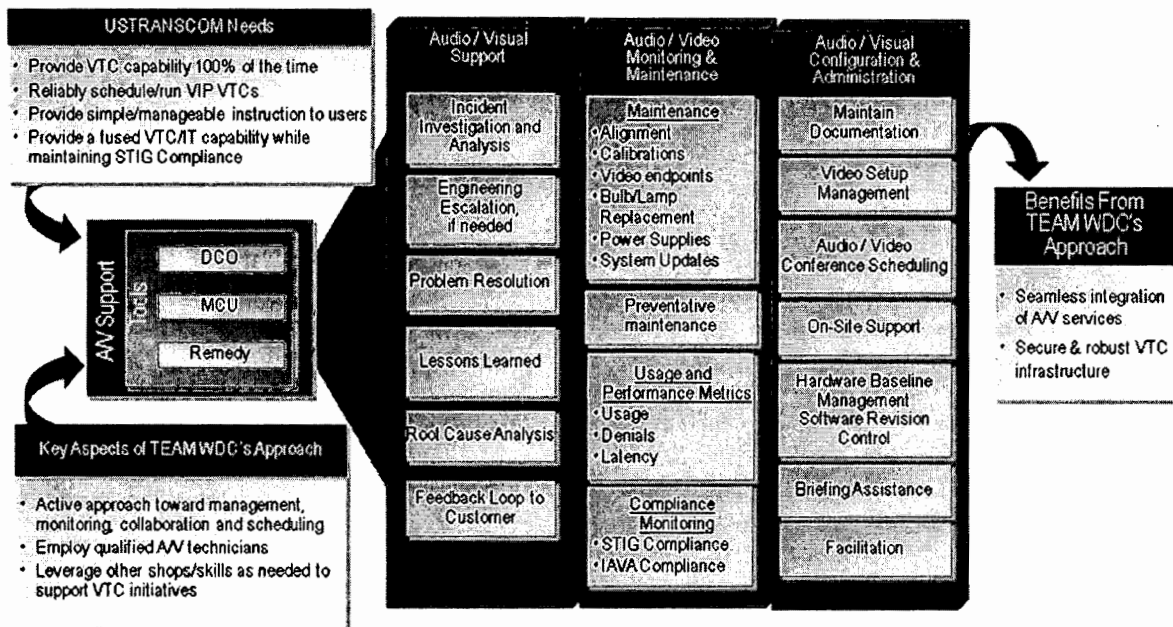 USTRANSCOM Needs
• Provide VTC capability 100% of the time
• Reliably schedule/run VIP VTCs
• Provide simple/manageable instruction to users
• Provide a fused VTC/IT capability while
maintaining STIG Compliance
A/V Support
Tools
DCO
MCU
Remedy
Key Aspects of TEAM WDC's Approach
• Active approach toward management,
monitoring, collaboration and scheduling
• Employ qualified A/V technicians
• Leverage other shops/skills as needed to
support VTC initiatives
Audio / Visual
Support
Incident
Investigation and
Analysis
Engineering
Escalation,
if needed
Problem Resolution
Lessons Learned
Root Cause Analysis
Feedback Loop to
Customer
Audio / Video
Monitoring &
Maintenance
Maintenance
• Alignment
• Calibrations
• Video endpoints
• Bulb/Lamp
Replacement
• Power Supplies
• System Updates
Preventative
maintenance
Usage and
Performance Metrics
• Usage
• Denials
• Latency
Compliance
Monitoring
• STIG Compliance
• IAVA Compliance
Audio / Visual
Configuration &
Administration
Maintain
Documentation
Video Setup
Management
Audio / Video
Conference Scheduling
On-Site Support
Hardware Baseline
Management
Software Revision
Control
Briefing Assistance
Facilitation
Benefits From
TEAM WDC's
Approach
• Seamless integration
of A/V services
• Secure & robust VTC
infrastructure